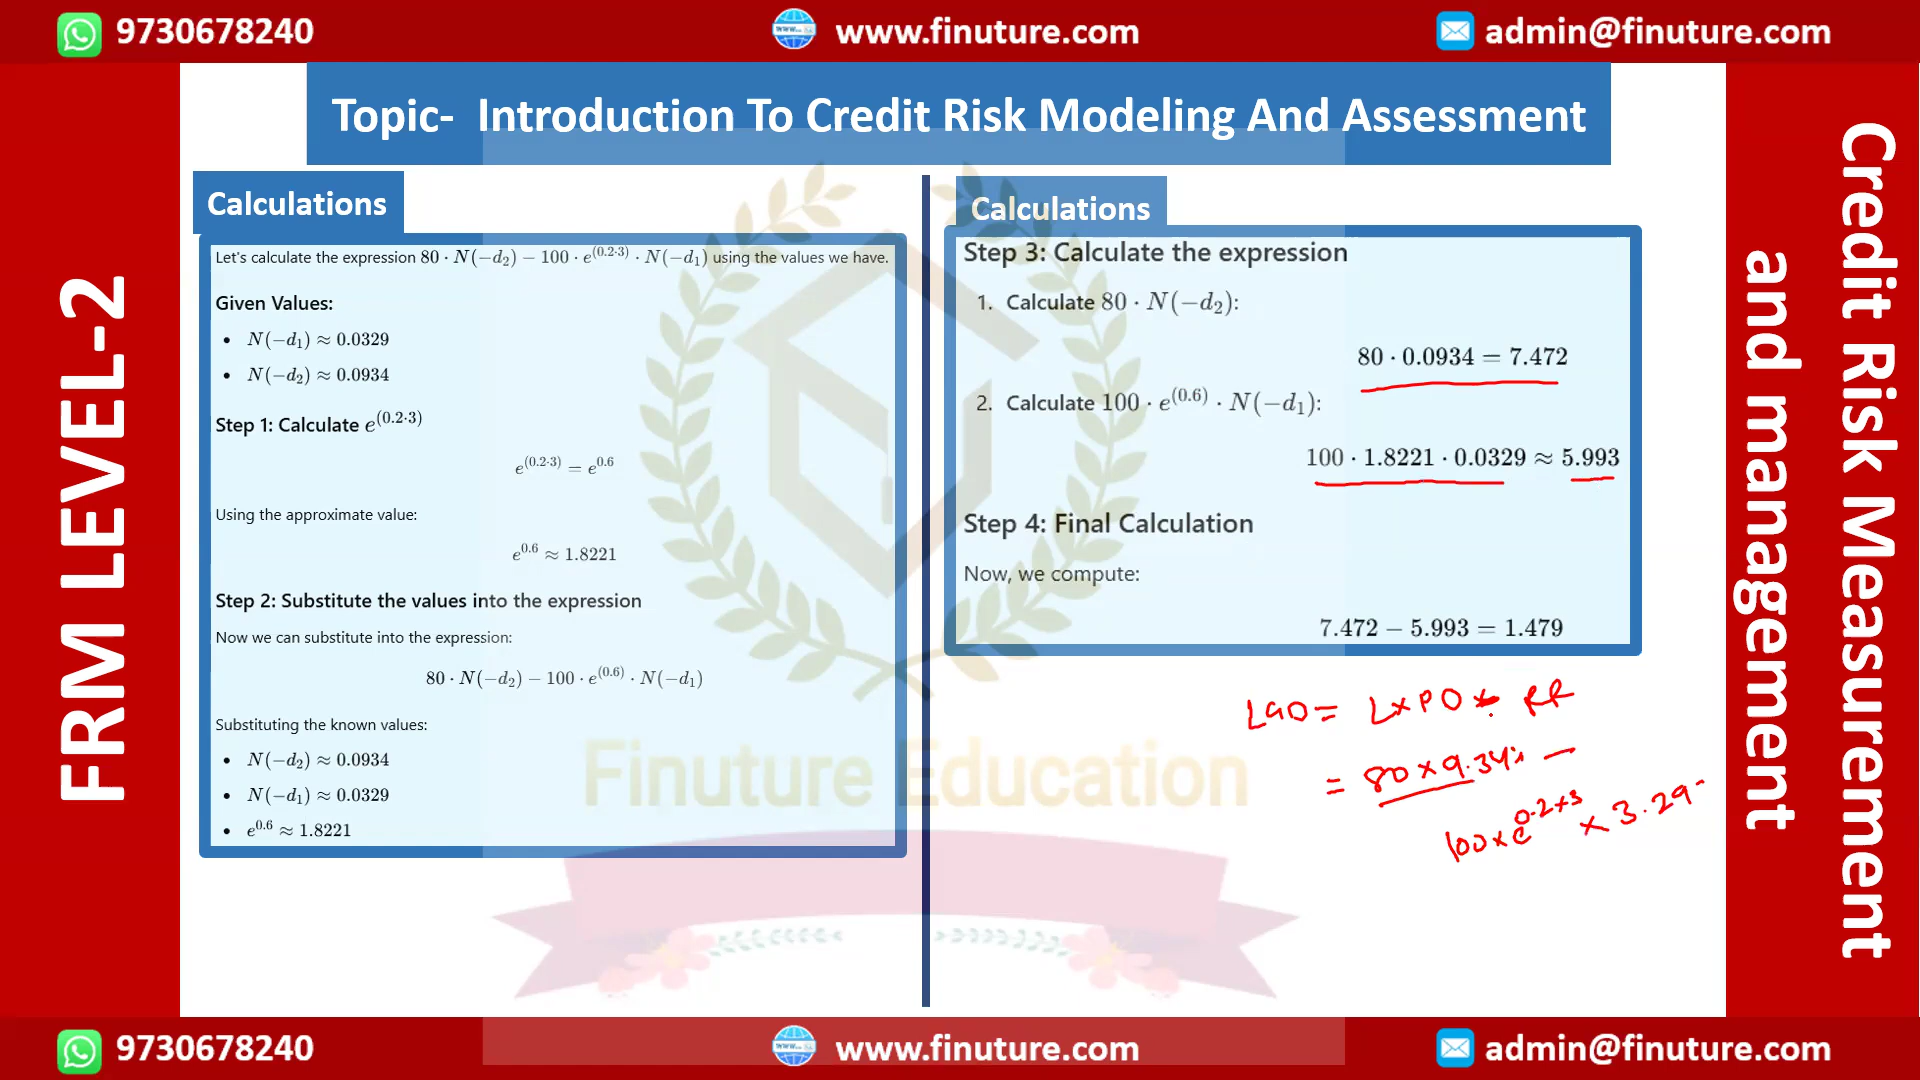 9730678240
www.finuture.com
admin@finuture.com
Topic- Introduction To Credit Risk Modeling And Assessment
FRM LEVEL-2
Calculations
Let's calculate the expression 80 · N(−d₂) − 100 · e^(0.2·3) · N(−d₁) using the values we have.
Given Values:
• N(−d₁) ≈ 0.0329
• N(−d₂) ≈ 0.0934
Step 1: Calculate e^(0.2·3)
e^(0.2·3) = e^0.6
Using the approximate value:
e^0.6 ≈ 1.8221
Step 2: Substitute the values into the expression
Now we can substitute into the expression:
80 · N(−d₂) − 100 · e^(0.6) · N(−d₁)
Substituting the known values:
• N(−d₂) ≈ 0.0934
• N(−d₁) ≈ 0.0329
• e^0.6 ≈ 1.8221
Calculations
Step 3: Calculate the expression
1. Calculate 80 · N(−d₂):
80 · 0.0934 = 7.472
2. Calculate 100 · e^(0.6) · N(−d₁):
100 · 1.8221 · 0.0329 ≈ 5.993
Step 4: Final Calculation
Now, we compute:
7.472 − 5.993 = 1.479
LGD = L×PD × RR
= 80 × 9.34% −
100 × e^0.2×3 × 3.29
Finuture Education
Credit Risk Measurement
and management
9730678240
www.finuture.com
admin@finuture.com